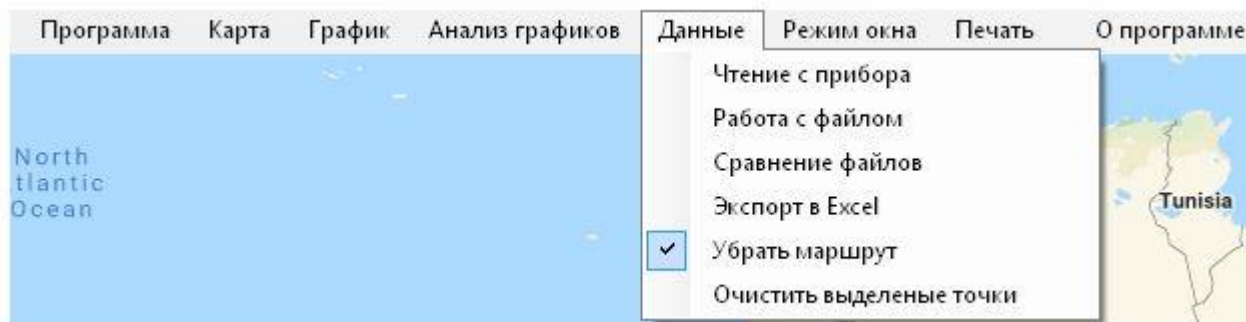 Программа Карта График Анализ графиков Данные Режим окна Печать О программе
Чтение с прибора
Работа с файлом
Сравнение файлов
Экспорт в Excel
Убрать маршрут
Очистить выделеные точки
North
tlantic
Ocean
Tunisia